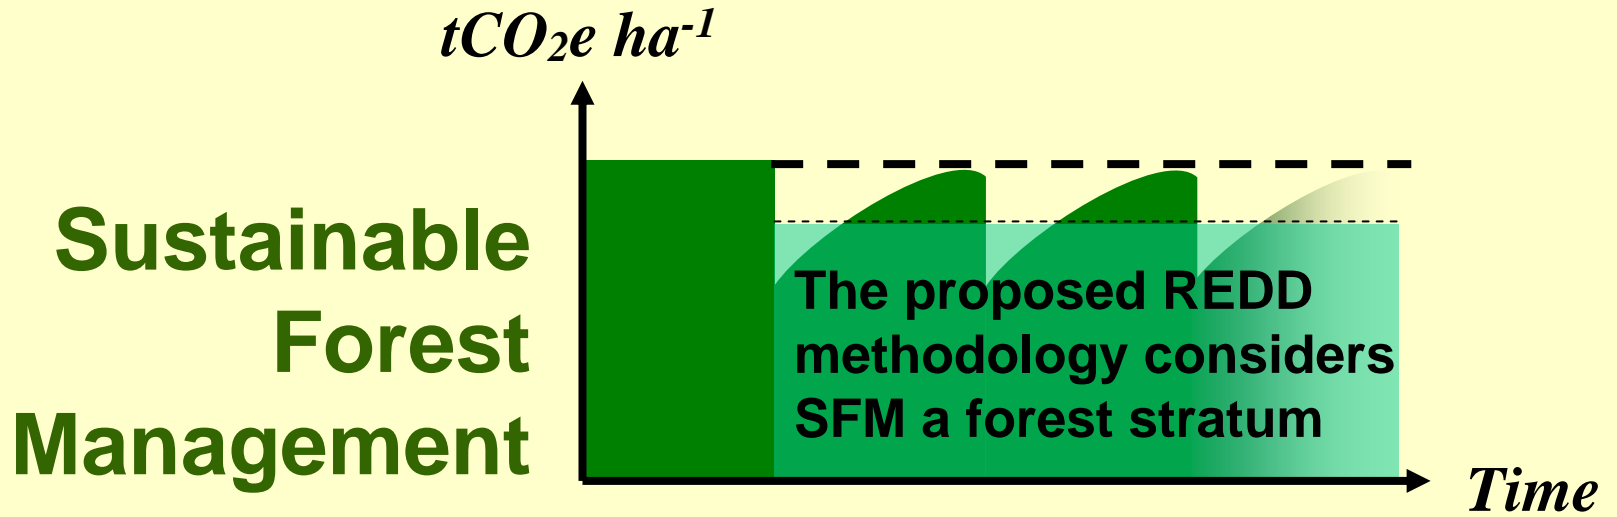 tCO₂e ha⁻¹
Sustainable
Forest
Management
The proposed REDD
methodology considers
SFM a forest stratum
Time